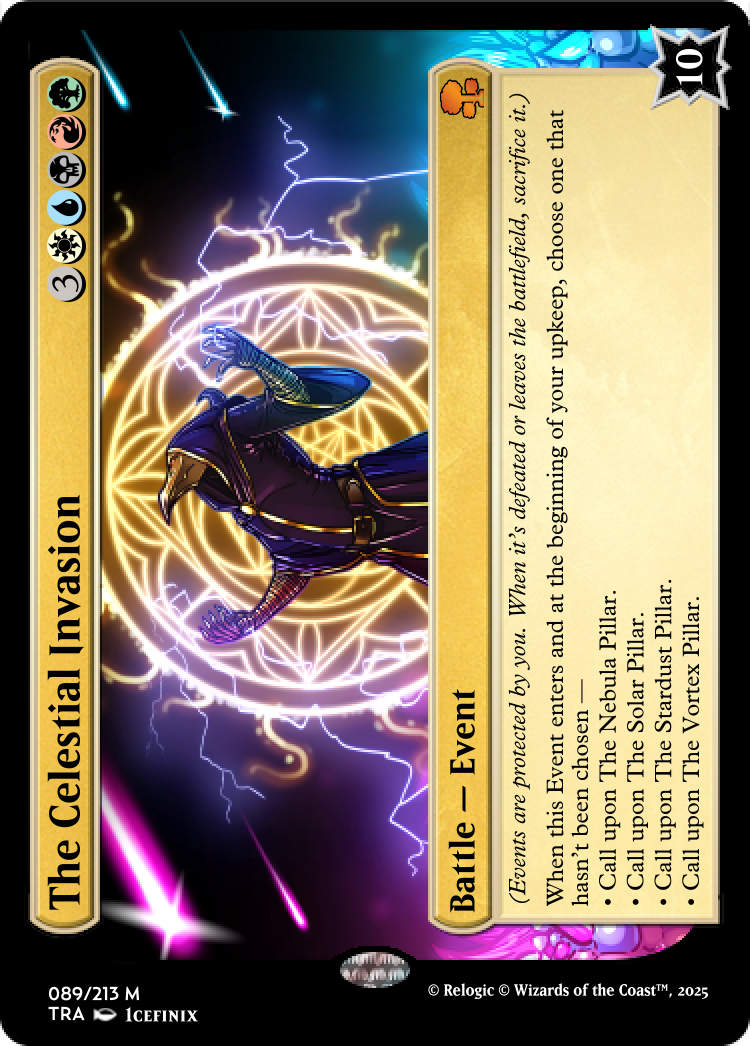 The Celestial Invasion 3
Battle — Event
(Events are protected by you. When it's defeated or leaves the battlefield, sacrifice it.)
When this Event enters and at the beginning of your upkeep, choose one that
hasn't been chosen —
• Call upon The Nebula Pillar.
• Call upon The Solar Pillar.
• Call upon The Stardust Pillar.
• Call upon The Vortex Pillar.
10
089/213 M
TRA 1cefinix
© Relogic © Wizards of the Coast™, 2025